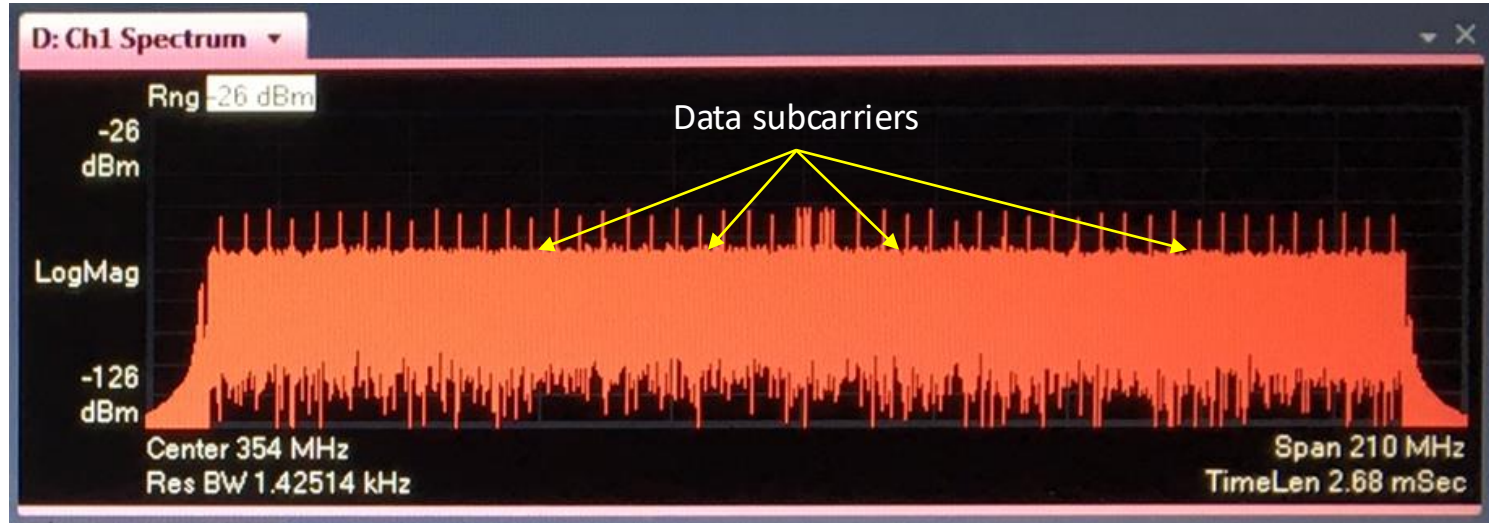 D: Ch1 Spectrum
Rng -26 dBm
Data subcarriers
-26
dBm
LogMag
-126
dBm
Center 354 MHz
Span 210 MHz
Res BW 1.42514 kHz
TimeLen 2.68 mSec